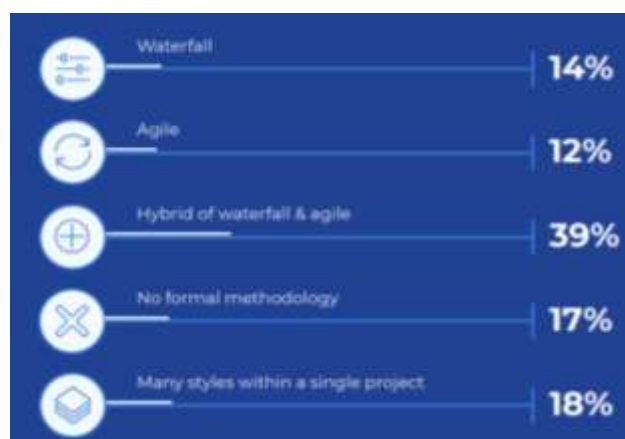 Waterfall
14%
Agile
12%
Hybrid of waterfall & agile
39%
No formal methodology
17%
Many styles within a single project
18%